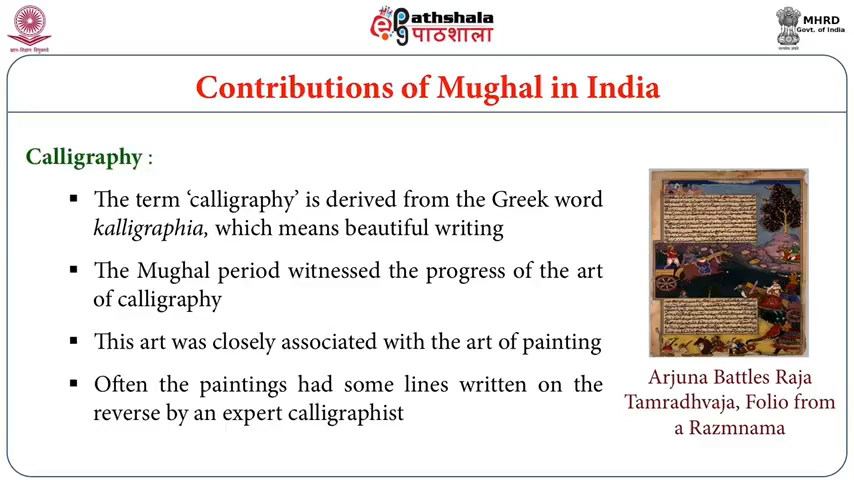 ePathshala
पाठशाला
MHRD
Govt. of India
Contributions of Mughal in India
Calligraphy :
▪ The term ‘calligraphy’ is derived from the Greek word
kalligraphia, which means beautiful writing
▪ The Mughal period witnessed the progress of the art
of calligraphy
▪ This art was closely associated with the art of painting
▪ Often the paintings had some lines written on the
reverse by an expert calligraphist
Arjuna Battles Raja
Tamradhvaja, Folio from
a Razmnama